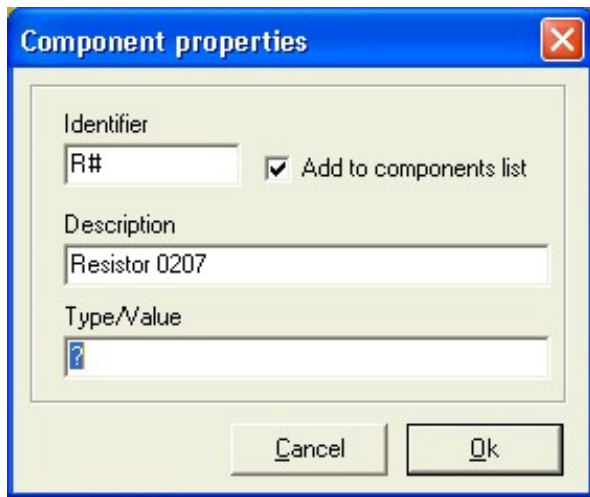 Component properties
Identifier
R#
Add to components list
Description
Resistor 0207
Type/Value
?
Cancel
Ok